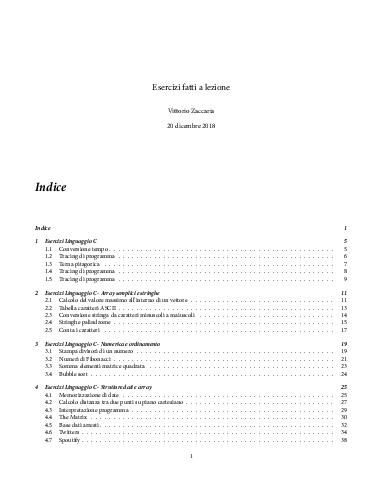 Esercizi fatti a lezione
Vittorio Zaccaria
20 dicembre 2018
Indice
Indice 1
1 Esercizi Linguaggio C 5
1.1 Conversione tempo . . . . . . . . . . 5
1.2 Tracing di programma . . . . . . . . . . 6
1.3 Terna pitagorica . . . . . . . . . . 7
1.4 Tracing di programma . . . . . . . . . . 8
1.5 Tracing di programma . . . . . . . . . . 9
2 Esercizi Linguaggio C - Array semplici e stringhe 11
2.1 Calcolo del valore massimo all'interno di un vettore . . . . . . . . . . 11
2.2 Tabella caratteri ASCII . . . . . . . . . . 13
2.3 Conversione stringa da caratteri minuscoli a maiuscoli . . . . . . . . . . 14
2.4 Stringhe palindrome . . . . . . . . . . 15
2.5 Conta i caratteri . . . . . . . . . . 17
3 Esercizi Linguaggio C - Numerica e ordinamento 19
3.1 Stampa divisori di un numero . . . . . . . . . . 19
3.2 Numeri di Fibonacci . . . . . . . . . . 21
3.3 Somma elementi matrice quadrata . . . . . . . . . . 23
3.4 Bubble sort . . . . . . . . . . 24
4 Esercizi Linguaggio C - Strutture dati e array 25
4.1 Memorizzazione di date . . . . . . . . . . 25
4.2 Calcolo distanza tra due punti su piano cartesiano . . . . . . . . . . 27
4.3 Interpretazione programma . . . . . . . . . . 29
4.4 The Matrix . . . . . . . . . . 30
4.5 Base dati arresti . . . . . . . . . . 32
4.6 Twitters . . . . . . . . . . 34
4.7 Spoutify . . . . . . . . . . 38
1